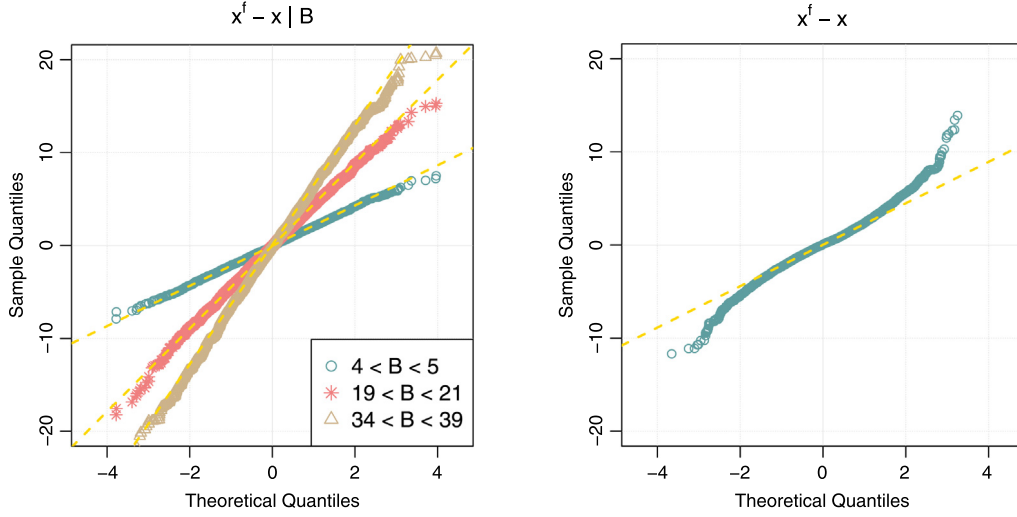 x^f − x | B
Sample Quantiles
20
10
0
−10
−20
−4
−2
0
2
4
Theoretical Quantiles
4 < B < 5
19 < B < 21
34 < B < 39
x^f − x
Sample Quantiles
20
10
0
−10
−20
−4
−2
0
2
4
Theoretical Quantiles